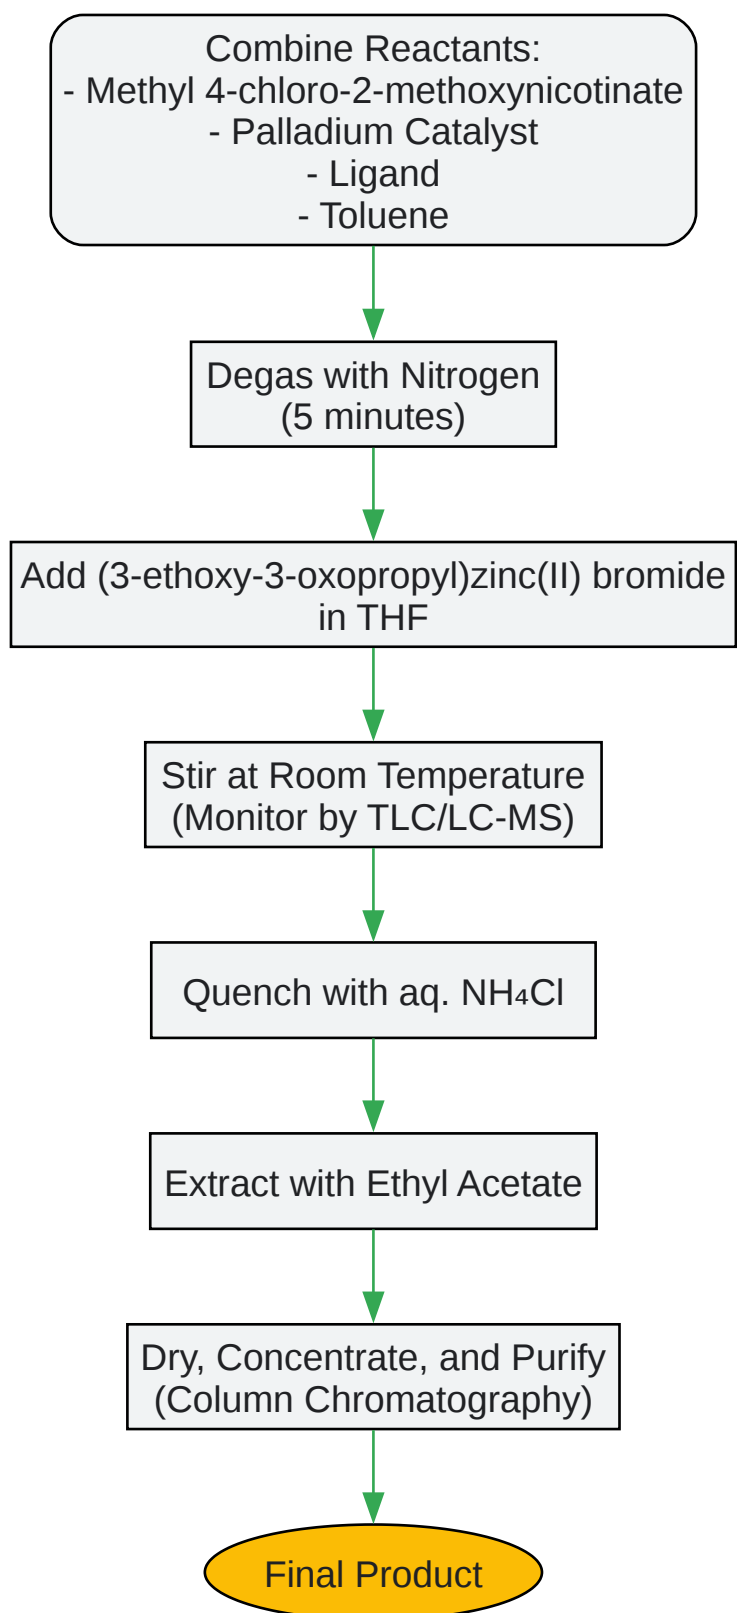 Combine Reactants:
- Methyl 4-chloro-2-methoxynicotinate
- Palladium Catalyst
- Ligand
- Toluene
Degas with Nitrogen
(5 minutes)
Add (3-ethoxy-3-oxopropyl)zinc(II) bromide
in THF
Stir at Room Temperature
(Monitor by TLC/LC-MS)
Quench with aq. NH₄Cl
Extract with Ethyl Acetate
Dry, Concentrate, and Purify
(Column Chromatography)
Final Product